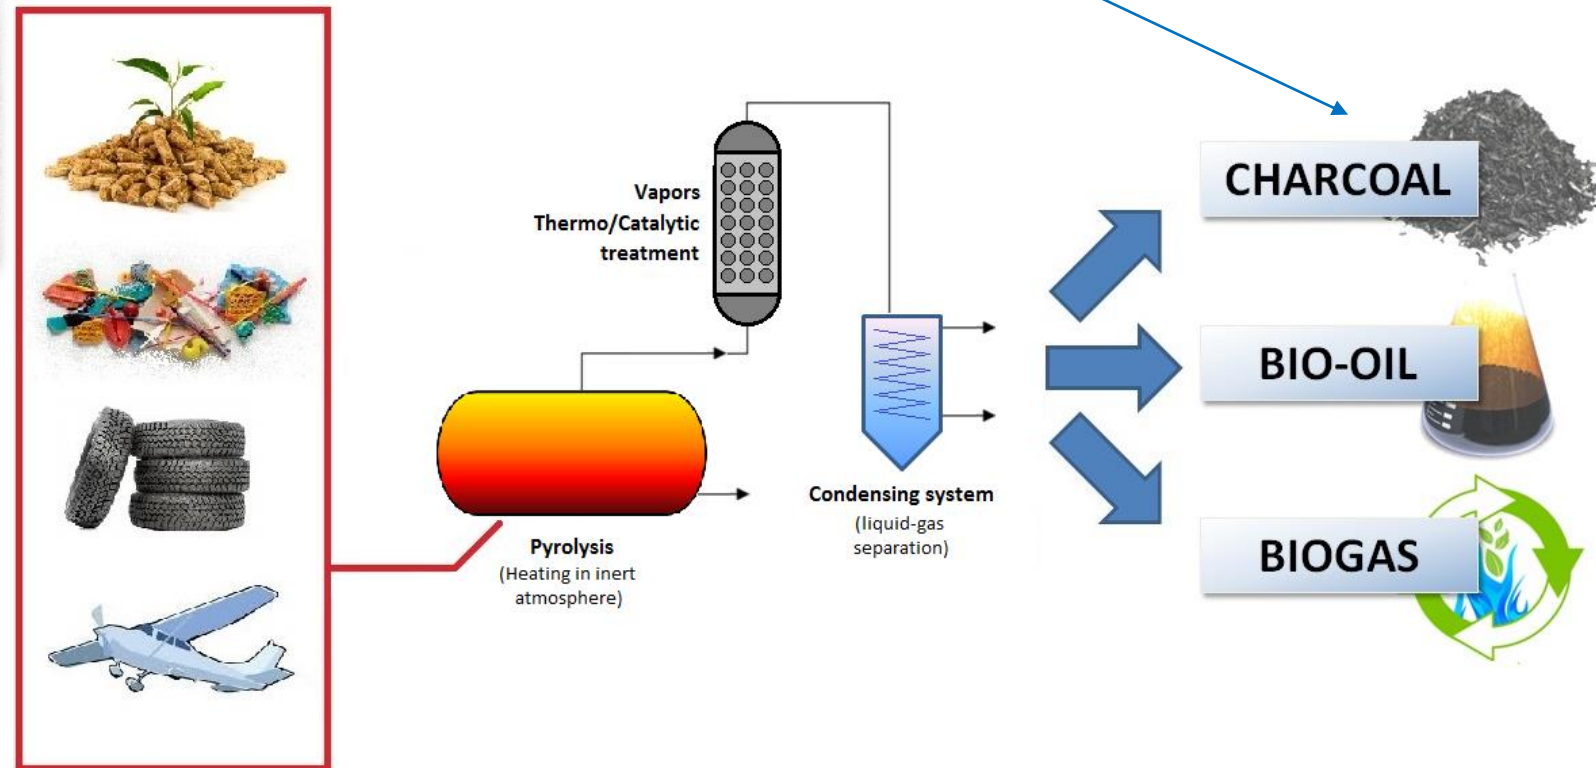 Vapors
Thermo/Catalytic
treatment
Pyrolysis
(Heating in inert
atmosphere)
Condensing system
(liquid-gas
separation)
CHARCOAL
BIO-OIL
BIOGAS